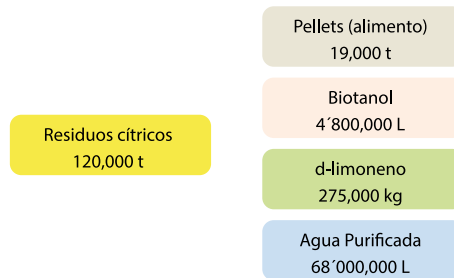 Residuos cítricos
120,000 t
Pellets (alimento)
19,000 t
Biotanol
4´800,000 L
d-limoneno
275,000 kg
Agua Purificada
68´000,000 L